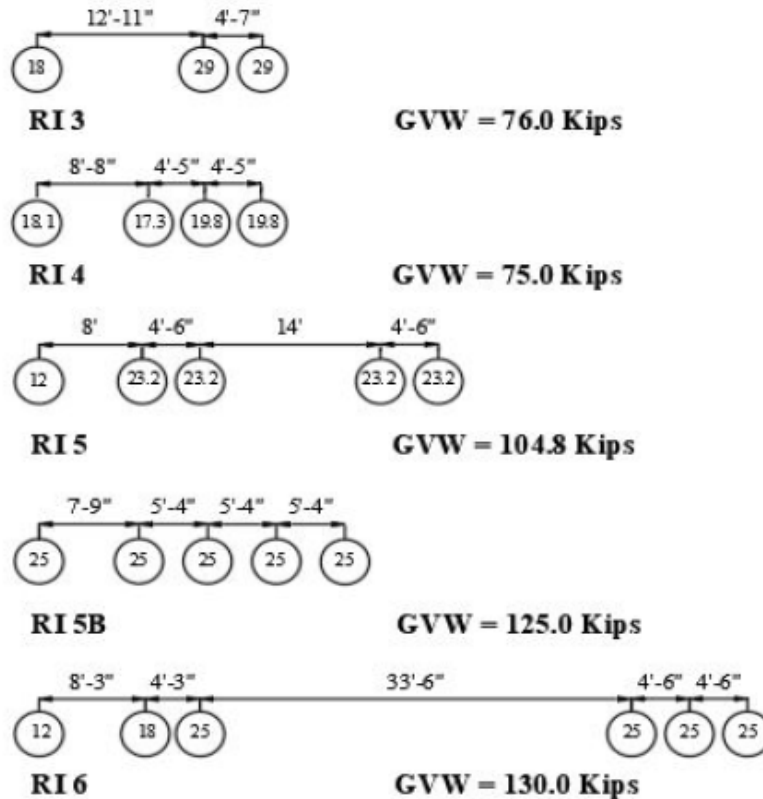 12'-11" 4'-7"
18 29 29
RI 3 GVW = 76.0 Kips
8'-8" 4'-5" 4'-5"
18.1 17.3 19.8 19.8
RI 4 GVW = 75.0 Kips
8' 4'-6" 14' 4'-6"
12 23.2 23.2 23.2 23.2
RI 5 GVW = 104.8 Kips
7'-9" 5'-4" 5'-4" 5'-4"
25 25 25 25 25
RI 5B GVW = 125.0 Kips
8'-3" 4'-3" 33'-6" 4'-6" 4'-6"
12 18 25 25 25 25
RI 6 GVW = 130.0 Kips